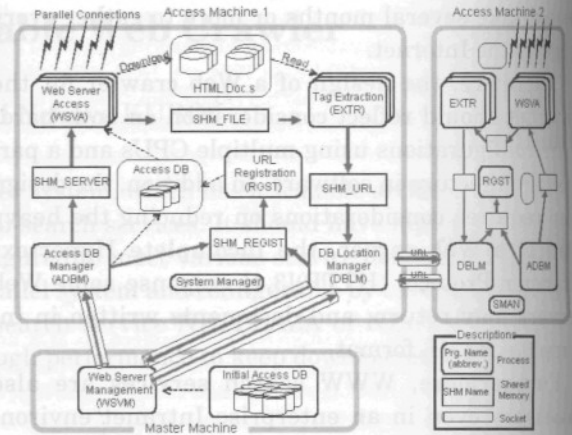 Parallel Connections
Access Machine 1
Access Machine 2
Download
Read
Web Server
Access
(WSVA)
HTML Doc.s
Tag Extraction
(EXTR)
SHM_FILE
EXTR
WSVA
SHM_SERVER
Access DB
URL
Registration
(RGST)
SHM_URL
RGST
SHM_REGIST
Access DB
Manager
(ADBM)
System Manager
DB Location
Manager
(DBLM)
URL
URL
DBLM
ADBM
SMAN
Web Server
Management
(WSVM)
Initial Access DB
Master Machine
Descriptions
Prg. Name
(abbrev.)
Process
SHM Name
Shared
Memory
Socket